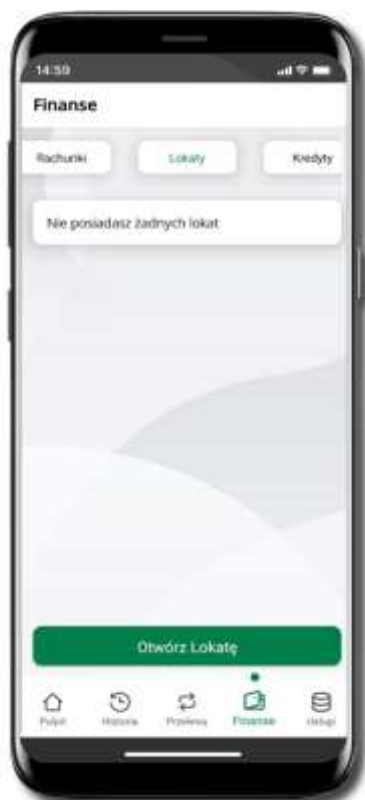 14:59
Finanse
Rachunki Lokaty Kredyty
Nie posiadasz żadnych lokat
Otwórz Lokatę
Pulpit Historia Przelewy Finanse Usługi